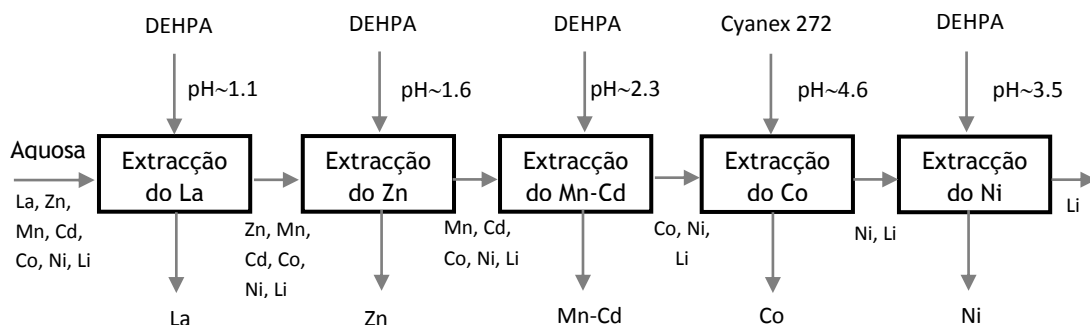 DEHPA
DEHPA
DEHPA
Cyanex 272
DEHPA
pH~1.1
pH~1.6
pH~2.3
pH~4.6
pH~3.5
Aquosa
Extracção
do La
Extracção
do Zn
Extracção
do Mn-Cd
Extracção
do Co
Extracção
do Ni
La, Zn,
Mn, Cd,
Co, Ni, Li
Zn, Mn,
Cd, Co,
Ni, Li
Mn, Cd,
Co, Ni, Li
Co, Ni,
Li
Ni, Li
Li
La
Zn
Mn-Cd
Co
Ni